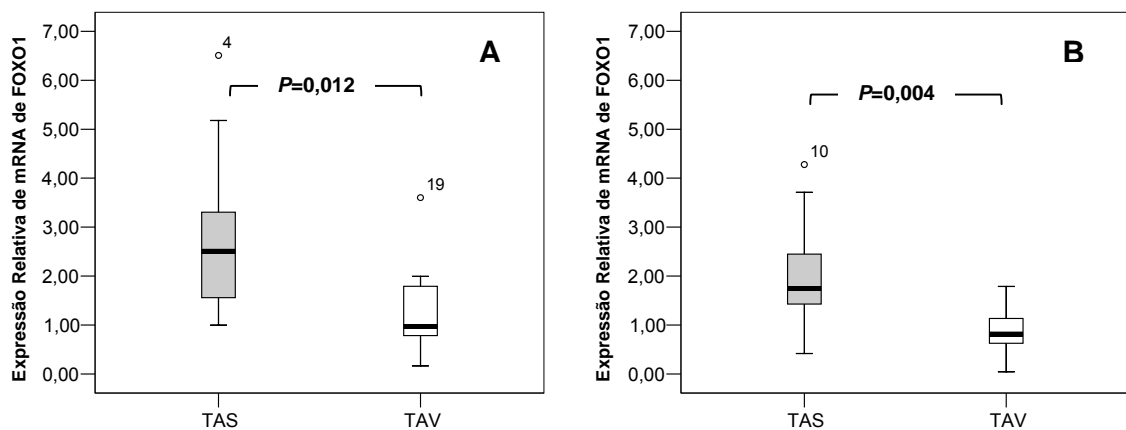 Expressão Relativa de mRNA de FOXO1
7,00
6,00
5,00
4,00
3,00
2,00
1,00
0,00
A
4
P=0,012
19
TAS
TAV
Expressão Relativa de mRNA de FOXO1
7,00
6,00
5,00
4,00
3,00
2,00
1,00
0,00
B
P=0,004
10
TAS
TAV